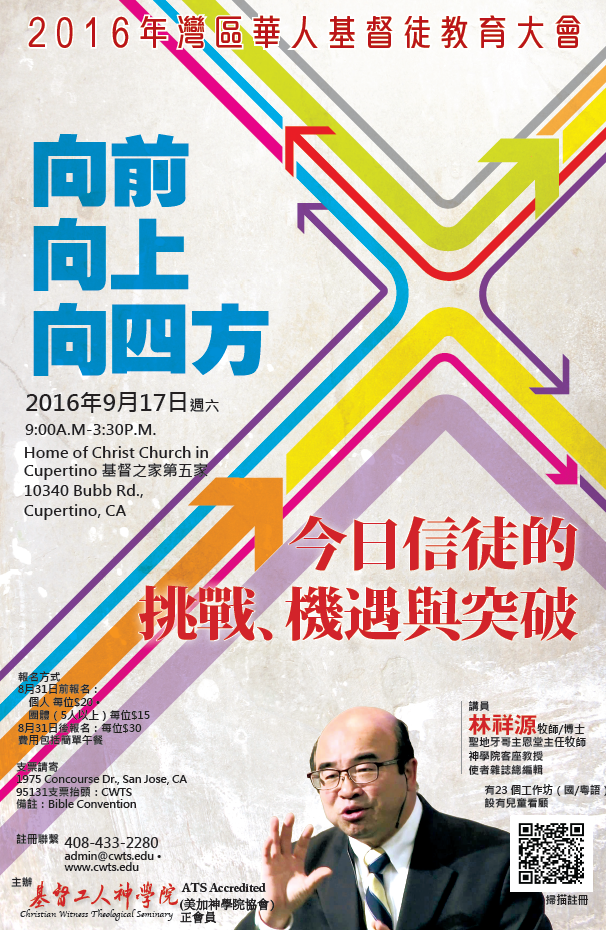 2016年灣區華人基督徒教育大會
向前
向上
向四方
2016年9月17日週六
9:00A.M-3:30P.M.
Home of Christ Church in
Cupertino 基督之家第五家
10340 Bubb Rd.,
Cupertino, CA
今日信徒的
挑戰、機遇與突破
報名方式
8月31日前報名：
個人 每位$20，
團體（5人以上）每位$15
8月31日後報名：每位$30
費用包括簡單午餐
支票請寄
1975 Concourse Dr., San Jose, CA
95131支票抬頭：CWTS
備註：Bible Convention
註冊聯繫 408-433-2280
admin@cwts.edu •
www.cwts.edu
主辦
基督工人神學院
Christian Witness Theological Seminary
ATS Accredited
(美加神學院協會)
正會員
講員
林祥源牧師/博士
聖地牙哥主恩堂主任牧師
神學院客座教授
使者雜誌總編輯
有23 個工作坊（國/粵語）
設有兒童看顧
掃描註冊